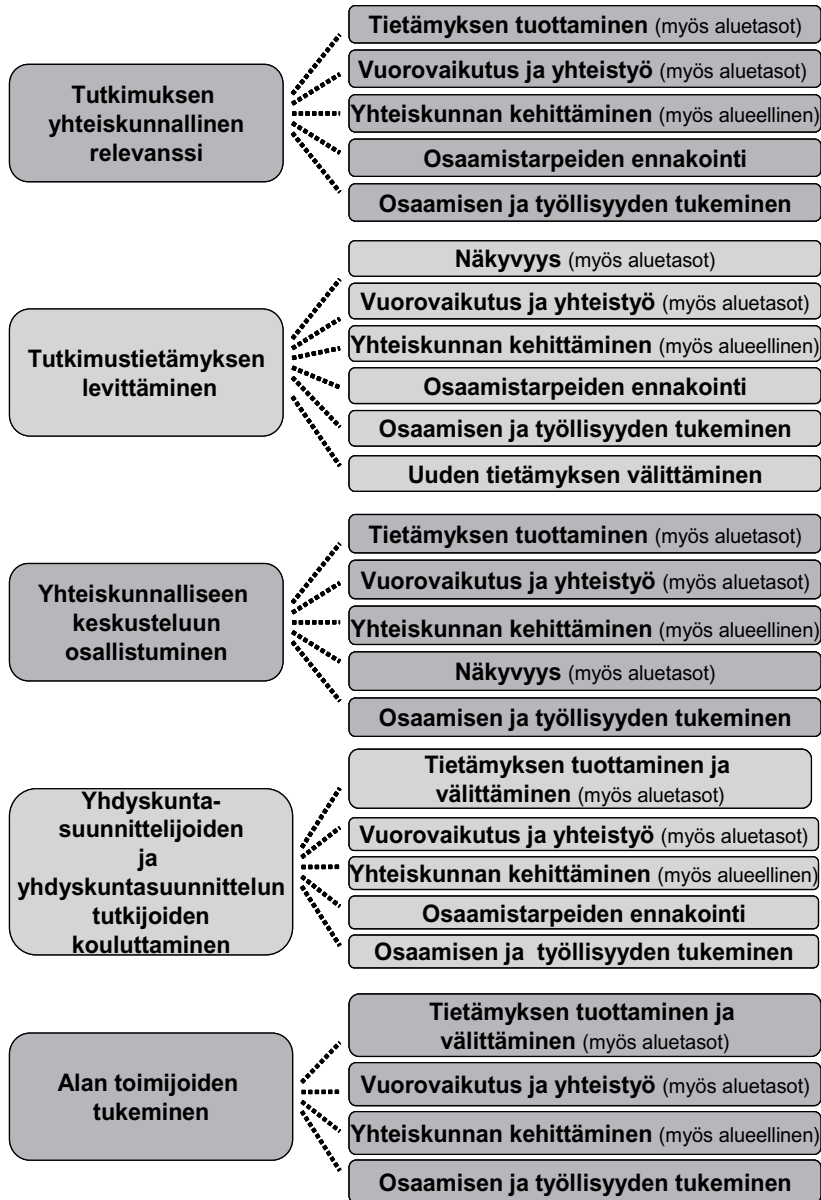 Tutkimuksen
yhteiskunnallinen
relevanssi
Tietämyksen tuottaminen (myös aluetasot)
Vuorovaikutus ja yhteistyö (myös aluetasot)
Yhteiskunnan kehittäminen (myös alueellinen)
Osaamistarpeiden ennakointi
Osaamisen ja työllisyyden tukeminen
Tutkimustietämyksen
levittäminen
Näkyvyys (myös aluetasot)
Vuorovaikutus ja yhteistyö (myös aluetasot)
Yhteiskunnan kehittäminen (myös alueellinen)
Osaamistarpeiden ennakointi
Osaamisen ja työllisyyden tukeminen
Uuden tietämyksen välittäminen
Yhteiskunnalliseen
keskusteluun
osallistuminen
Tietämyksen tuottaminen (myös aluetasot)
Vuorovaikutus ja yhteistyö (myös aluetasot)
Yhteiskunnan kehittäminen (myös alueellinen)
Näkyvyys (myös aluetasot)
Osaamisen ja työllisyyden tukeminen
Yhdyskunta-
suunnittelijoiden
ja
yhdyskuntasuunnittelun
tutkijoiden
kouluttaminen
Tietämyksen tuottaminen ja
välittäminen (myös aluetasot)
Vuorovaikutus ja yhteistyö (myös aluetasot)
Yhteiskunnan kehittäminen (myös alueellinen)
Osaamistarpeiden ennakointi
Osaamisen ja työllisyyden tukeminen
Alan toimijoiden
tukeminen
Tietämyksen tuottaminen ja
välittäminen (myös aluetasot)
Vuorovaikutus ja yhteistyö (myös aluetasot)
Yhteiskunnan kehittäminen (myös alueellinen)
Osaamisen ja työllisyyden tukeminen